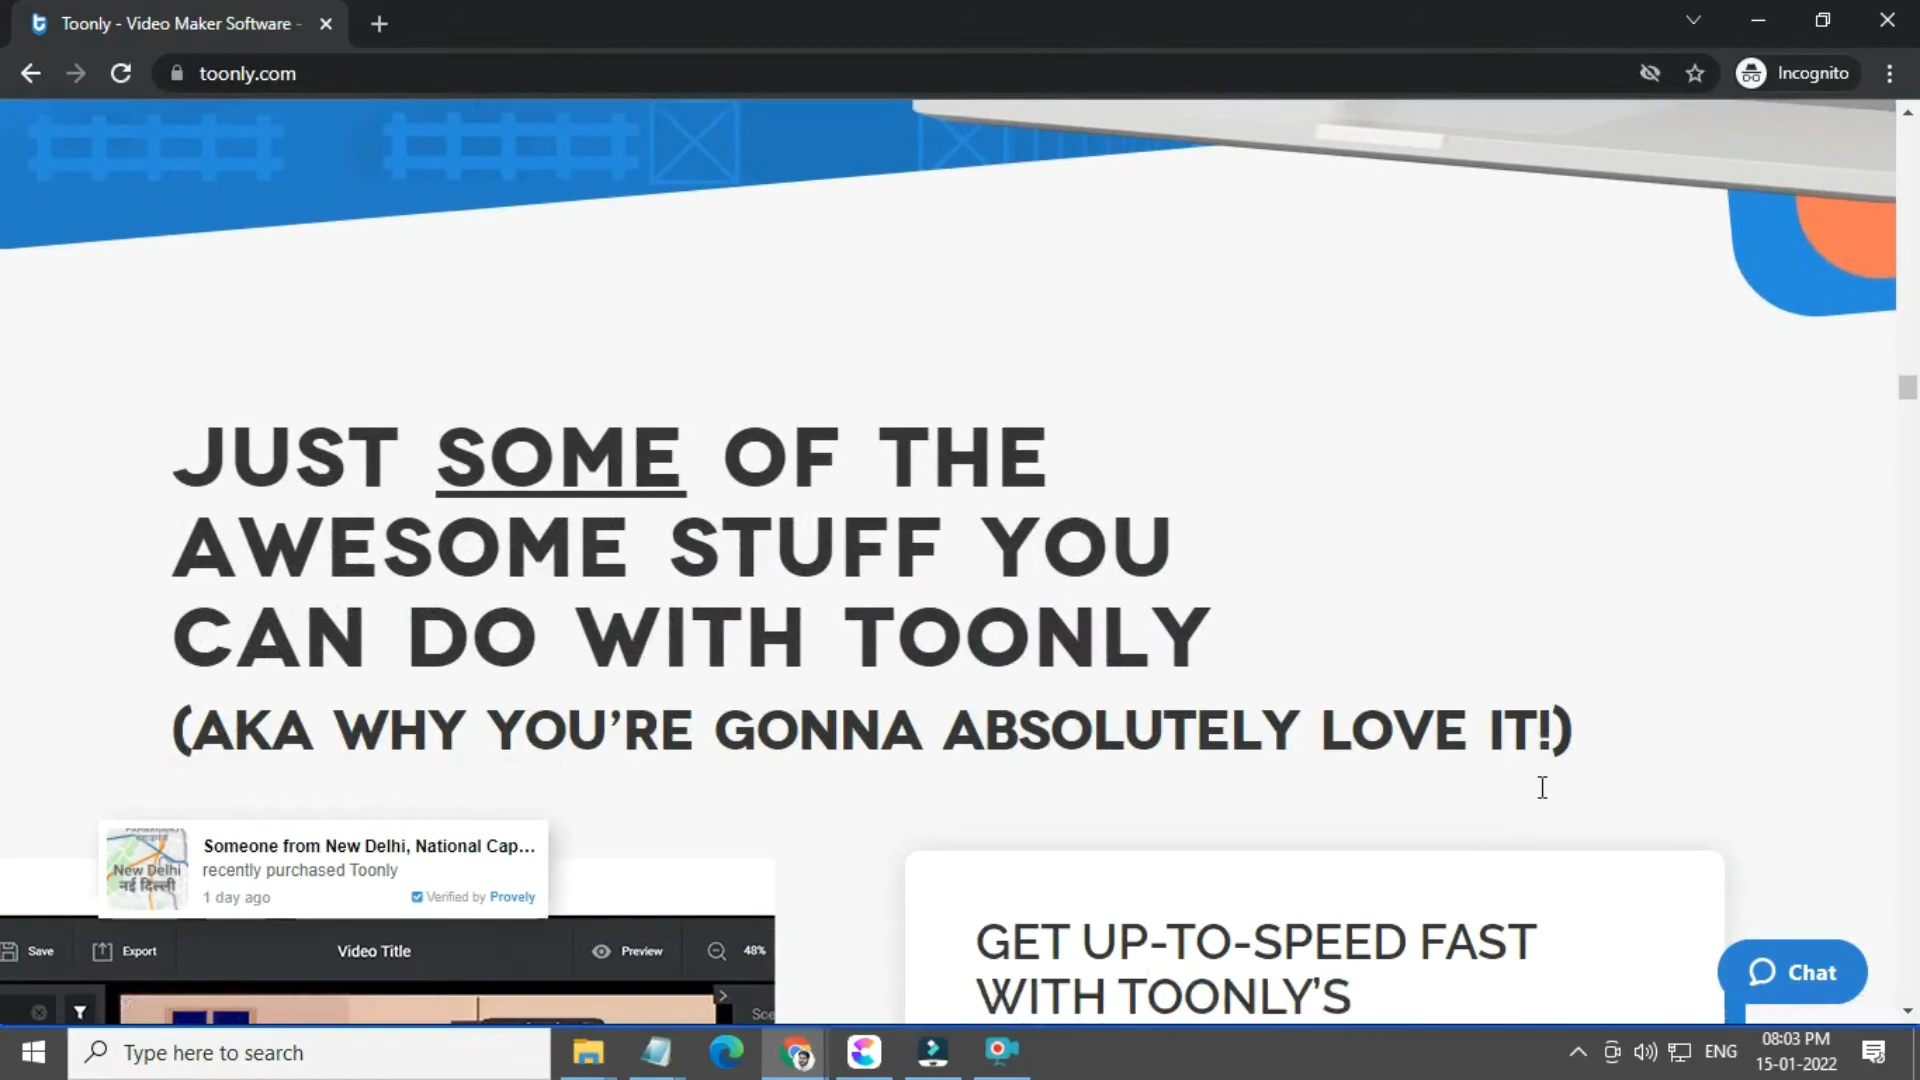 Toonly - Video Maker Software -
toonly.com
Incognito
JUST SOME OF THE
AWESOME STUFF YOU
CAN DO WITH TOONLY
(AKA WHY YOU'RE GONNA ABSOLUTELY LOVE IT!)
New Delhi
नई दिल्ली
Someone from New Delhi, National Cap...
recently purchased Toonly
1 day ago
Verified by Provely
Save
Export
Video Title
Preview
48%
Sce
GET UP-TO-SPEED FAST
WITH TOONLY'S
Chat
Type here to search
ENG
08:03 PM
15-01-2022